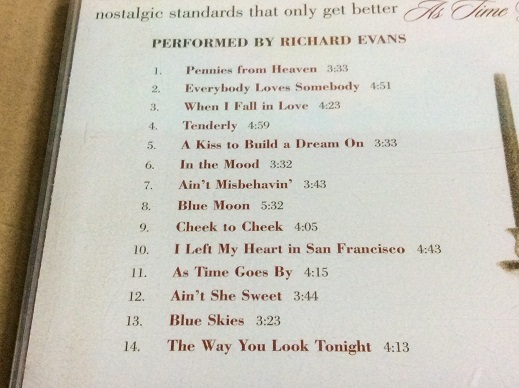 nostalgic standards that only get better As Time
PERFORMED BY RICHARD EVANS
1. Pennies from Heaven 3:33
2. Everybody Loves Somebody 4:51
3. When I Fall in Love 4:23
4. Tenderly 4:59
5. A Kiss to Build a Dream On 3:33
6. In the Mood 3:32
7. Ain't Misbehavin' 3:43
8. Blue Moon 5:32
9. Cheek to Cheek 4:05
10. I Left My Heart in San Francisco 4:43
11. As Time Goes By 4:15
12. Ain't She Sweet 3:44
13. Blue Skies 3:23
14. The Way You Look Tonight 4:13